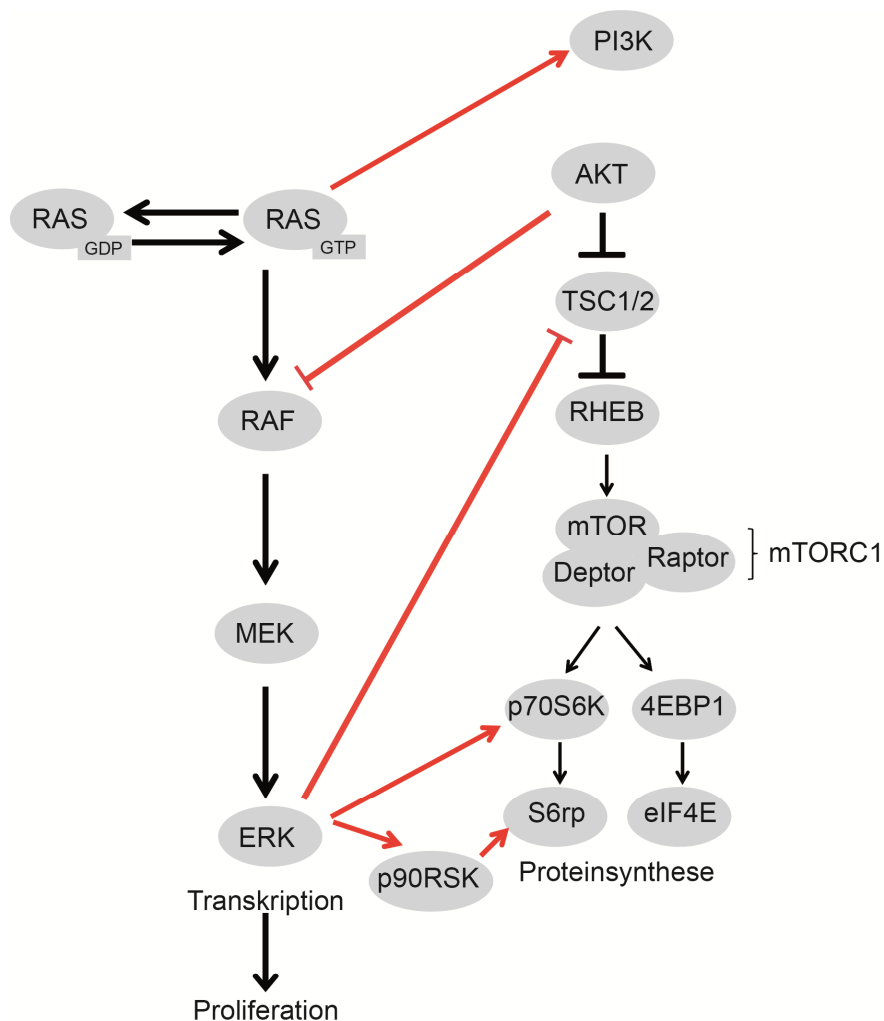 PI3K
AKT
RAS
GDP
RAS
GTP
TSC1/2
RAF
RHEB
mTOR
Deptor
Raptor
mTORC1
MEK
p70S6K
4EBP1
ERK
S6rp
eIF4E
p90RSK
Proteinsynthese
Transkription
Proliferation